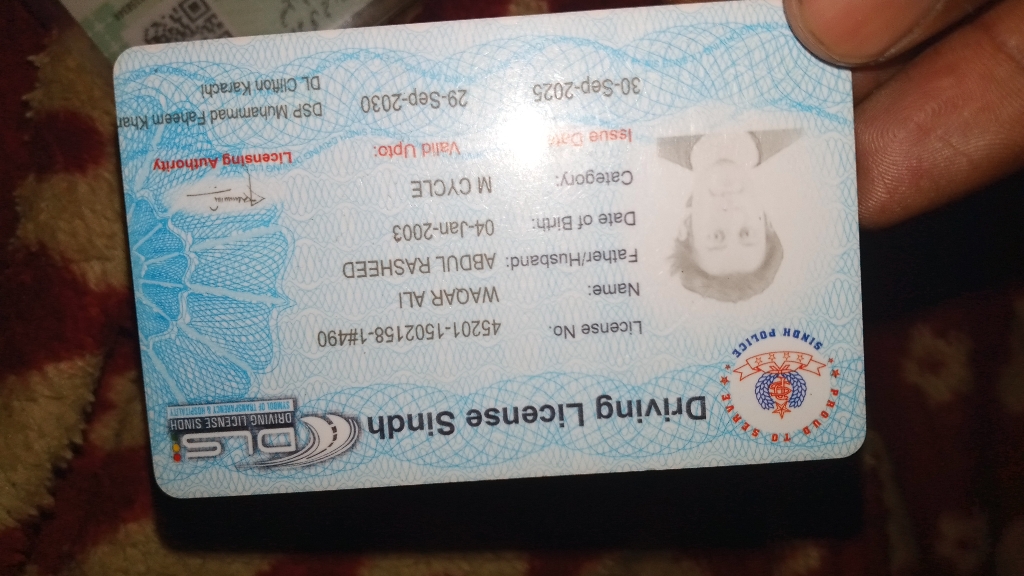 Driving License Sindh
PROUD TO SERVE
SINDH POLICE
DLS
DRIVING LICENSE SINDH
SYMBOL OF TRANSPARENCY & HOSPITALITY
License No. 45201-1502158-1#490
Name: WAQAR ALI
Father/Husband: ABDUL RASHEED
Date of Birth: 04-Jan-2003
Category: M CYCLE
Issue Date Valid Upto: Licensing Authority
30-Sep-2025 29-Sep-2030 DSP Muhammad Faheem Khan
DL Clifton Karachi